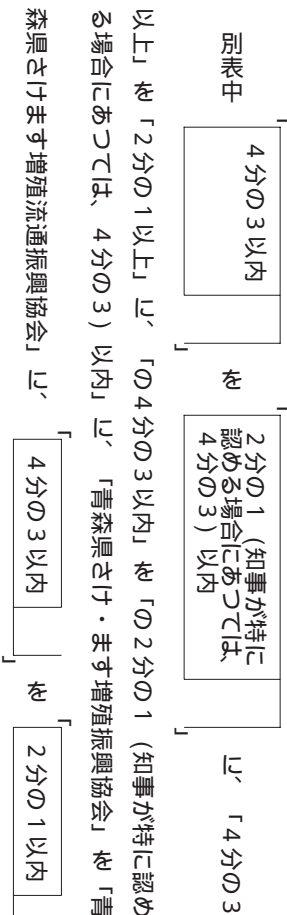 別表中「4分の3以内」を「2分の1（知事が特に
認める場合にあつては、
4分の3）以内」に、「4分の3
以上」を「2分の1以上」に、「の4分の3以内」を「の2分の1（知事が特に認め
る場合にあつては、4分の3）以内」に、「青森県さけ・ます増殖振興協会」を「青
森県さけます増殖流通振興協会」に、「4分の3以内」を「2分の1以内